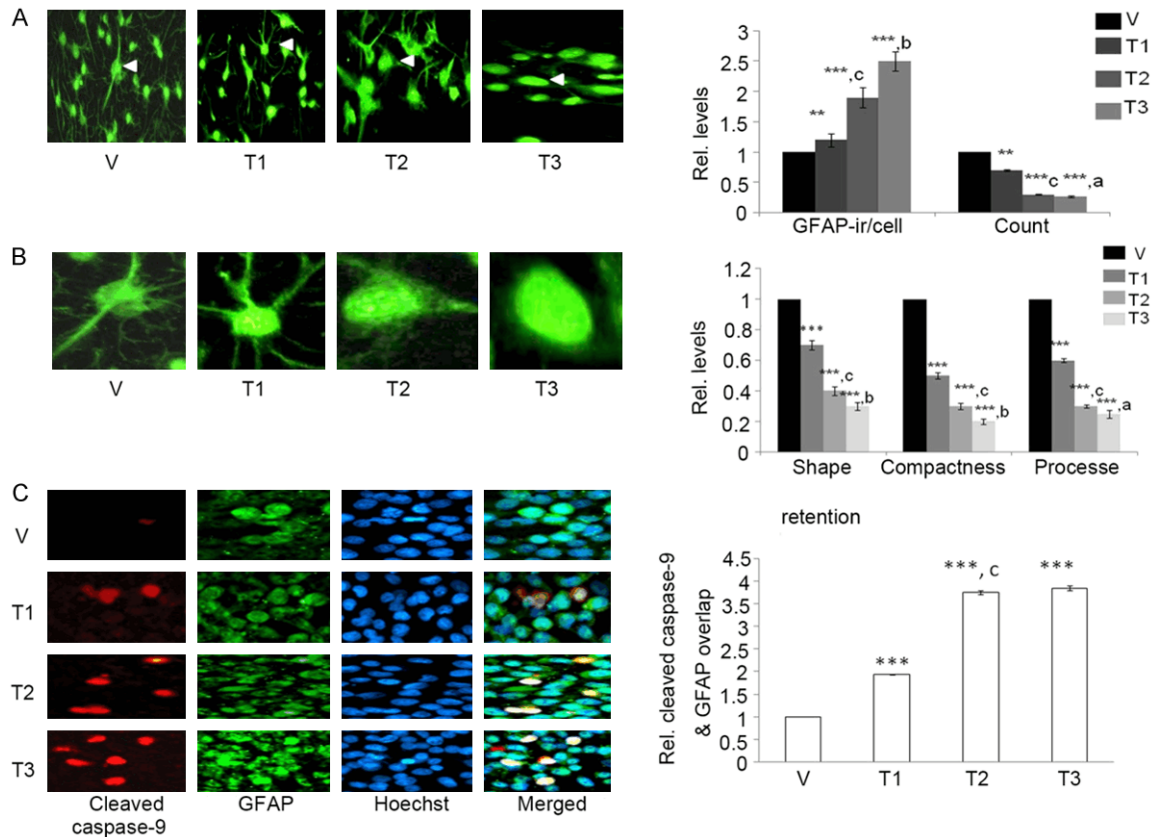 A
V
T1
T2
T3
Rel. levels
3
2.5
2
1.5
1
0.5
0
**
***,c
***,b
**
***c
***,a
GFAP-ir/cell
Count
V
T1
T2
T3
B
V
T1
T2
T3
Rel. levels
1.2
1
0.8
0.6
0.4
0.2
0
***
***,c
***,b
***
***,c
***,b
***
***,c
***,a
Shape
Compactness
Processe
V
T1
T2
T3
retention
C
V
T1
T2
T3
Cleaved
caspase-9
GFAP
Hoechst
Merged
Rel. cleaved caspase-9
& GFAP overlap
4.5
4
3.5
3
2.5
2
1.5
1
0.5
0
***
***, c
***
V
T1
T2
T3